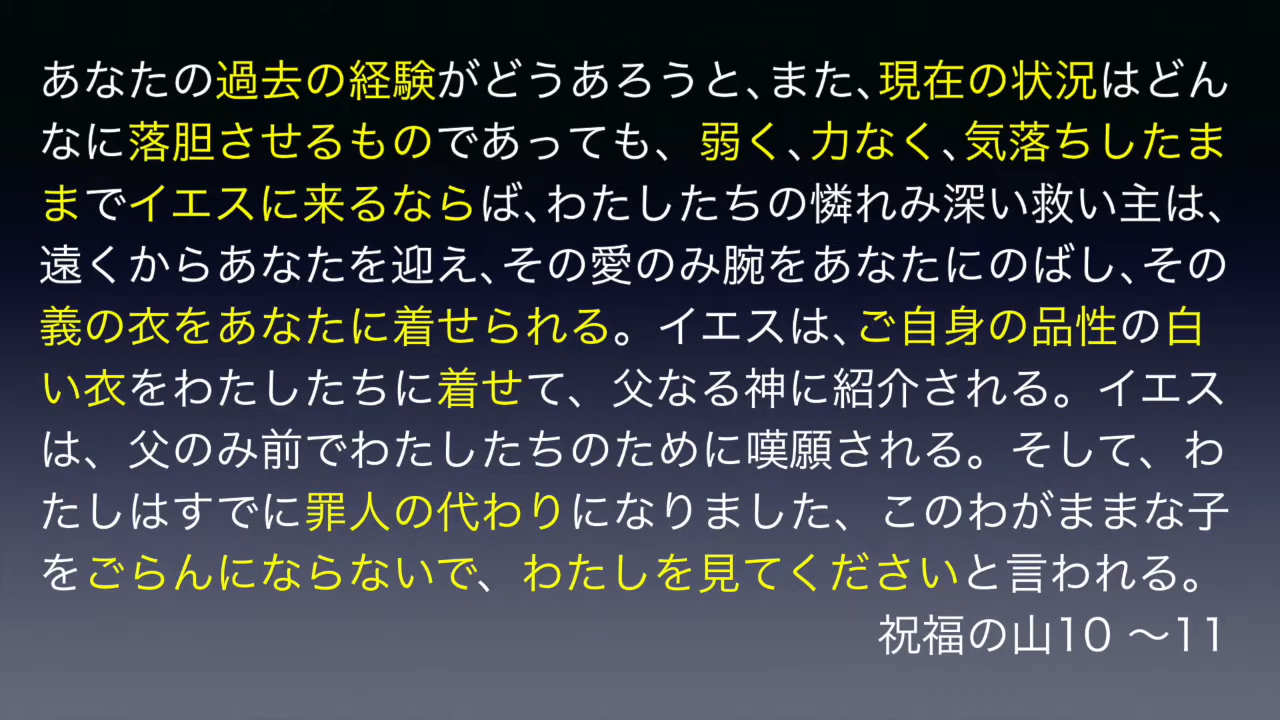 あなたの過去の経験がどうあろうと、また、現在の状況はどん
なに落胆させるものであっても、弱く、力なく、気落ちしたま
までイエスに来るならば、わたしたちの憐れみ深い救い主は、
遠くからあなたを迎え、その愛のみ腕をあなたにのばし、その
義の衣をあなたに着せられる。イエスは、ご自身の品性の白
い衣をわたしたちに着せて、父なる神に紹介される。イエス
は、父のみ前でわたしたちのために嘆願される。そして、わ
たしはすでに罪人の代わりになりました、このわがままな子
をごらんにならないで、わたしを見てくださいと言われる。
祝福の山10 〜11